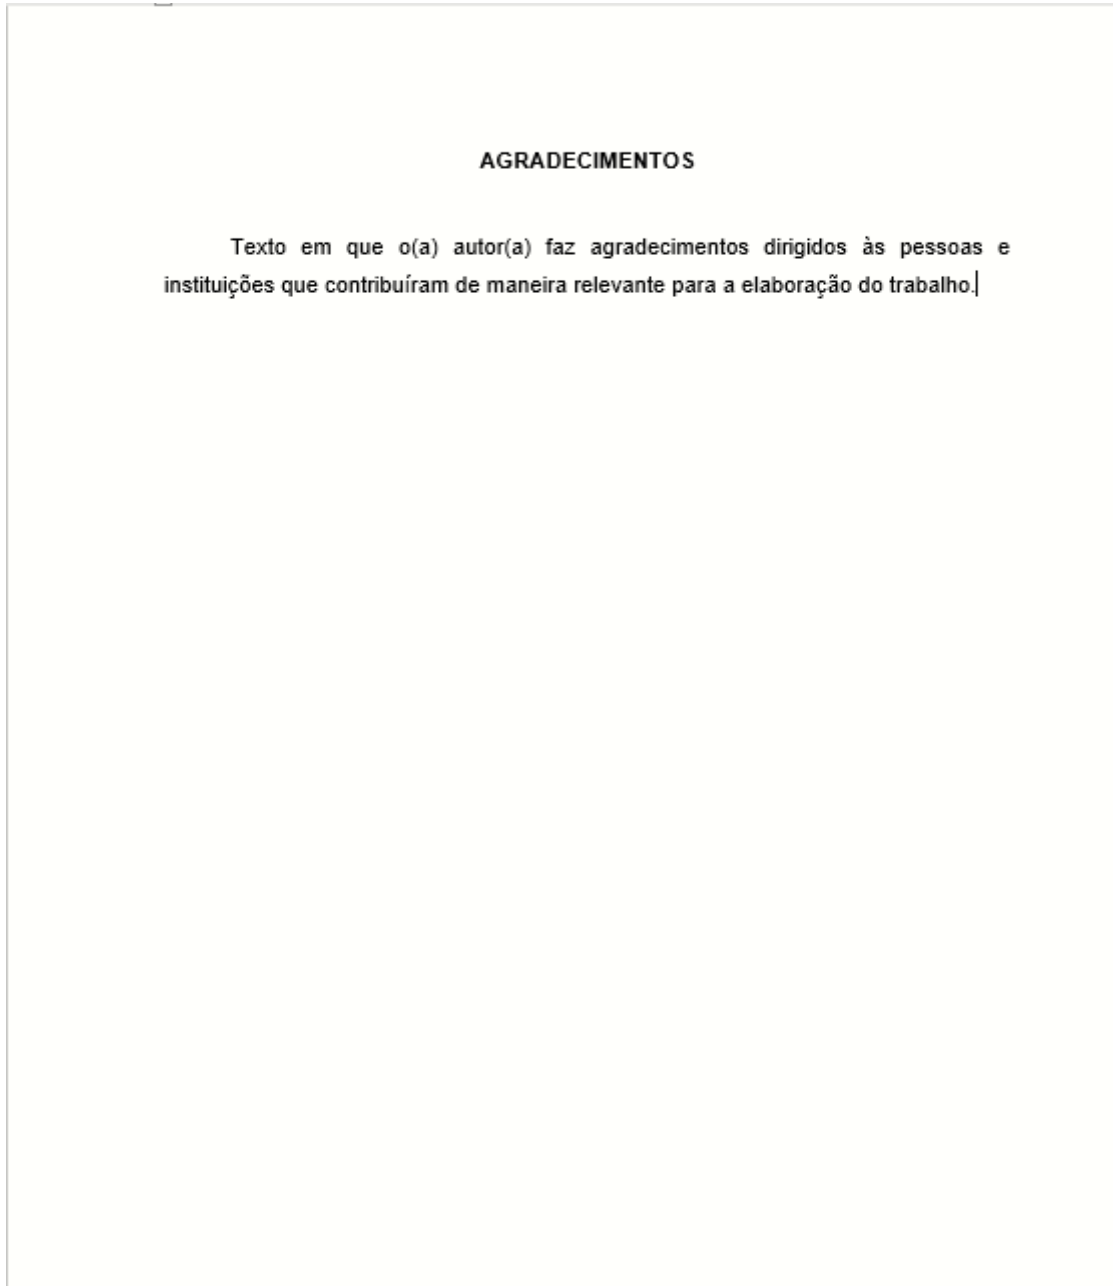 AGRADECIMENTOS
Texto em que o(a) autor(a) faz agradecimentos dirigidos às pessoas e
instituições que contribuíram de maneira relevante para a elaboração do trabalho.